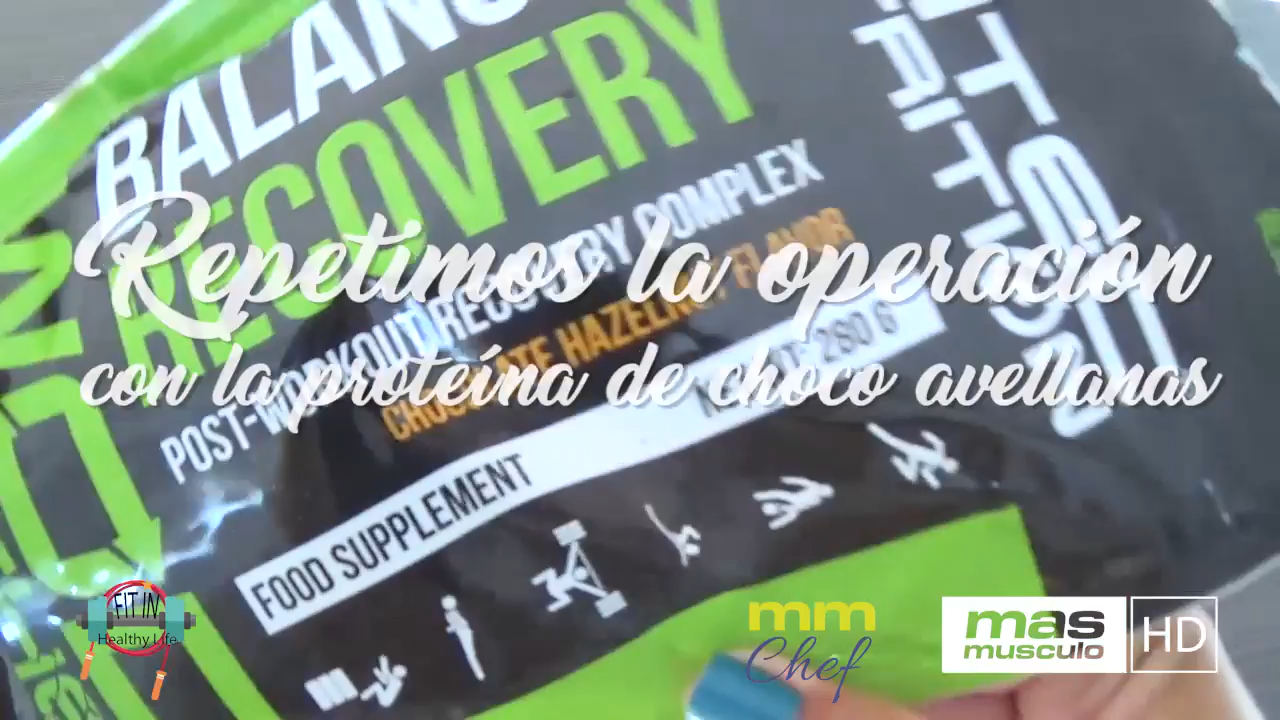 RECOVERY
POST-WORKOUT RECOVERY COMPLEX
CHOCOLATE HAZELNUT FLAVOR
FOOD SUPPLEMENT
Repetimos la operación
con la proteína de choco avellanas
FIT IN
Healthy Life
mm
Chef
mas
musculo
HD